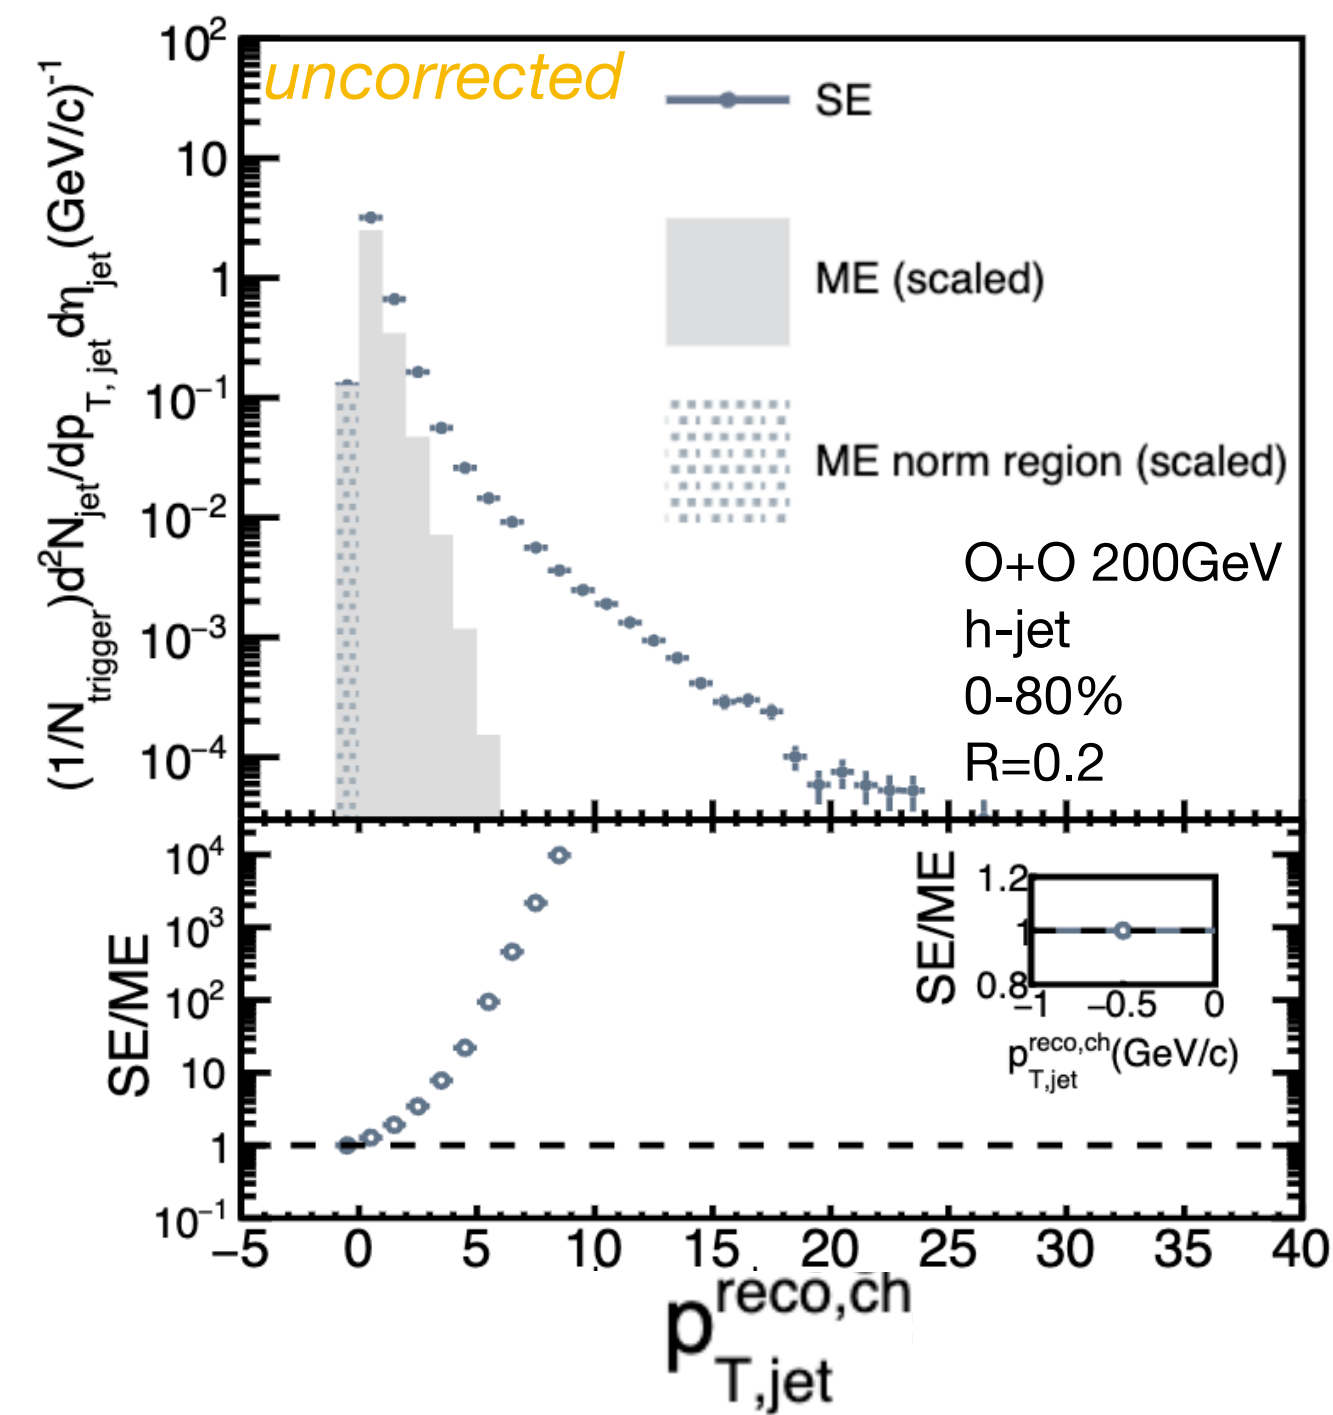 10²
uncorrected
(1/N_trigger)d²N_jet/dp_T, jet dη_jet (GeV/c)⁻¹
SE
10
1
ME (scaled)
10⁻¹
ME norm region (scaled)
10⁻²
O+O 200GeV
h-jet
10⁻³
0-80%
10⁻⁴
R=0.2
SE/ME
10⁴
10³
10²
10
1
10⁻¹
SE/ME
1.2
1
0.8
−1 −0.5 0
p_T,jet^reco,ch(GeV/c)
−5 0 5 10 15 20 25 30 35 40
p_T,jet^reco,ch